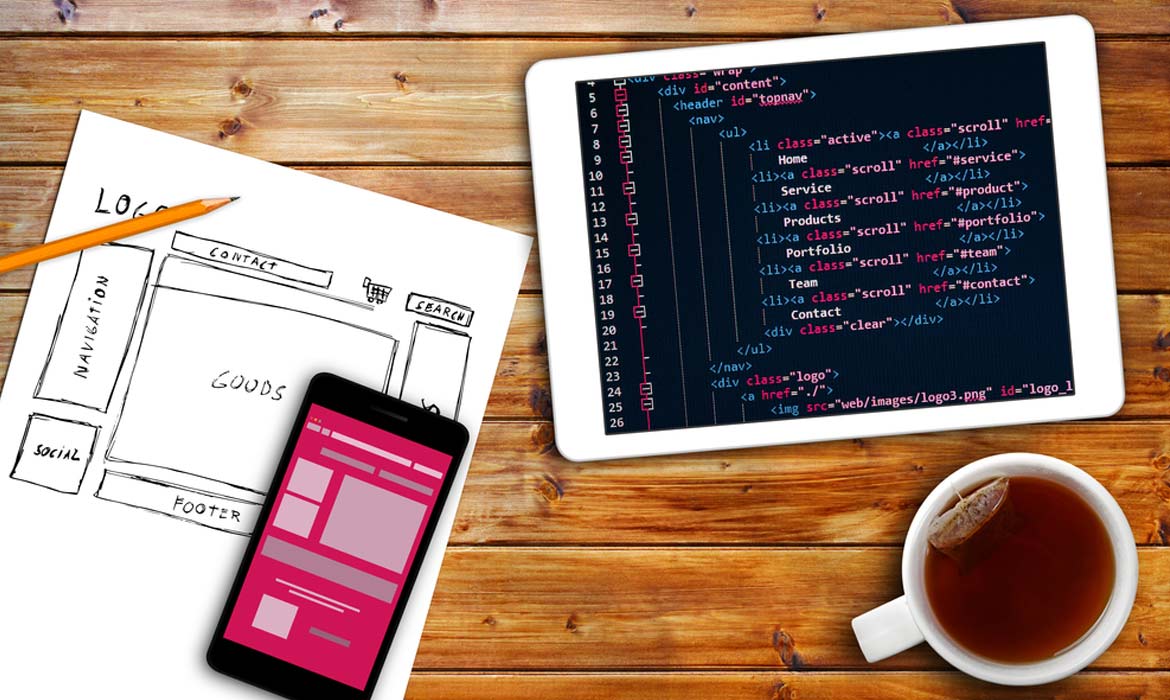 LOGO
CONTACT
NAVIGATION
SEARCH
GOODS
SOCIAL
FOOTER
4 <div class="wrap">
5 <div id="content">
6 <header id="topnav">
7 <nav>
8 <ul>
9 <li class="active"><a class="scroll" href=
Home </a></li>
10 <li><a class="scroll" href="#service">
11 Service </a></li>
12 <li><a class="scroll" href="#product">
13 Products </a></li>
14 <li><a class="scroll" href="#portfolio">
15 Portfolio </a></li>
16 <li><a class="scroll" href="#team">
17 Team </a></li>
18 <li><a class="scroll" href="#contact">
19 Contact </a></li>
20 <div class="clear"></div>
21 </ul>
22 </nav>
23 <div class="logo">
24 <a href="./">
25 <img src="web/images/logo3.png" id="logo_l
26